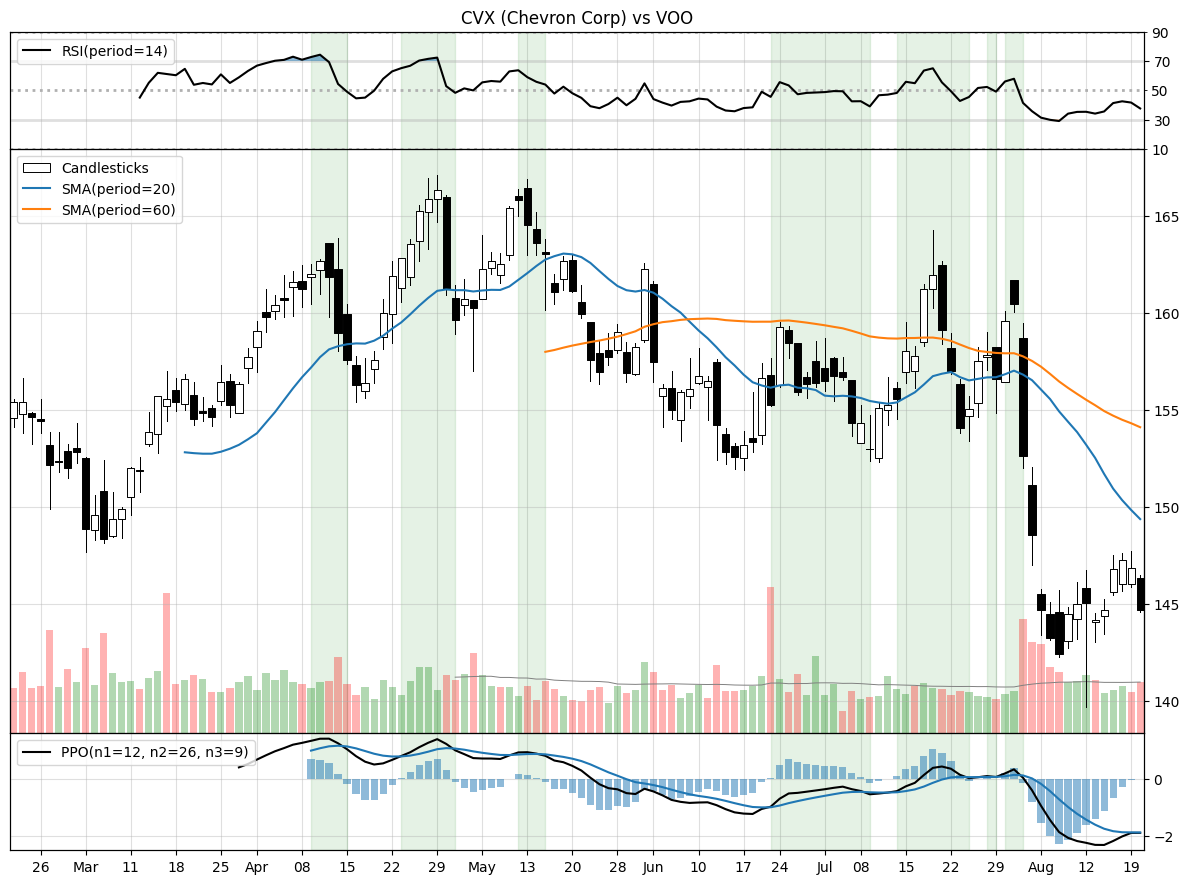 CVX (Chevron Corp) vs VOO
RSI(period=14)
90
70
50
30
10
Candlesticks
SMA(period=20)
SMA(period=60)
165
160
155
150
145
140
PPO(n1=12, n2=26, n3=9)
0
−2
26 Mar 11 18 25 Apr 08 15 22 29 May 13 20 28 Jun 10 17 24 Jul 08 15 22 29 Aug 12 19